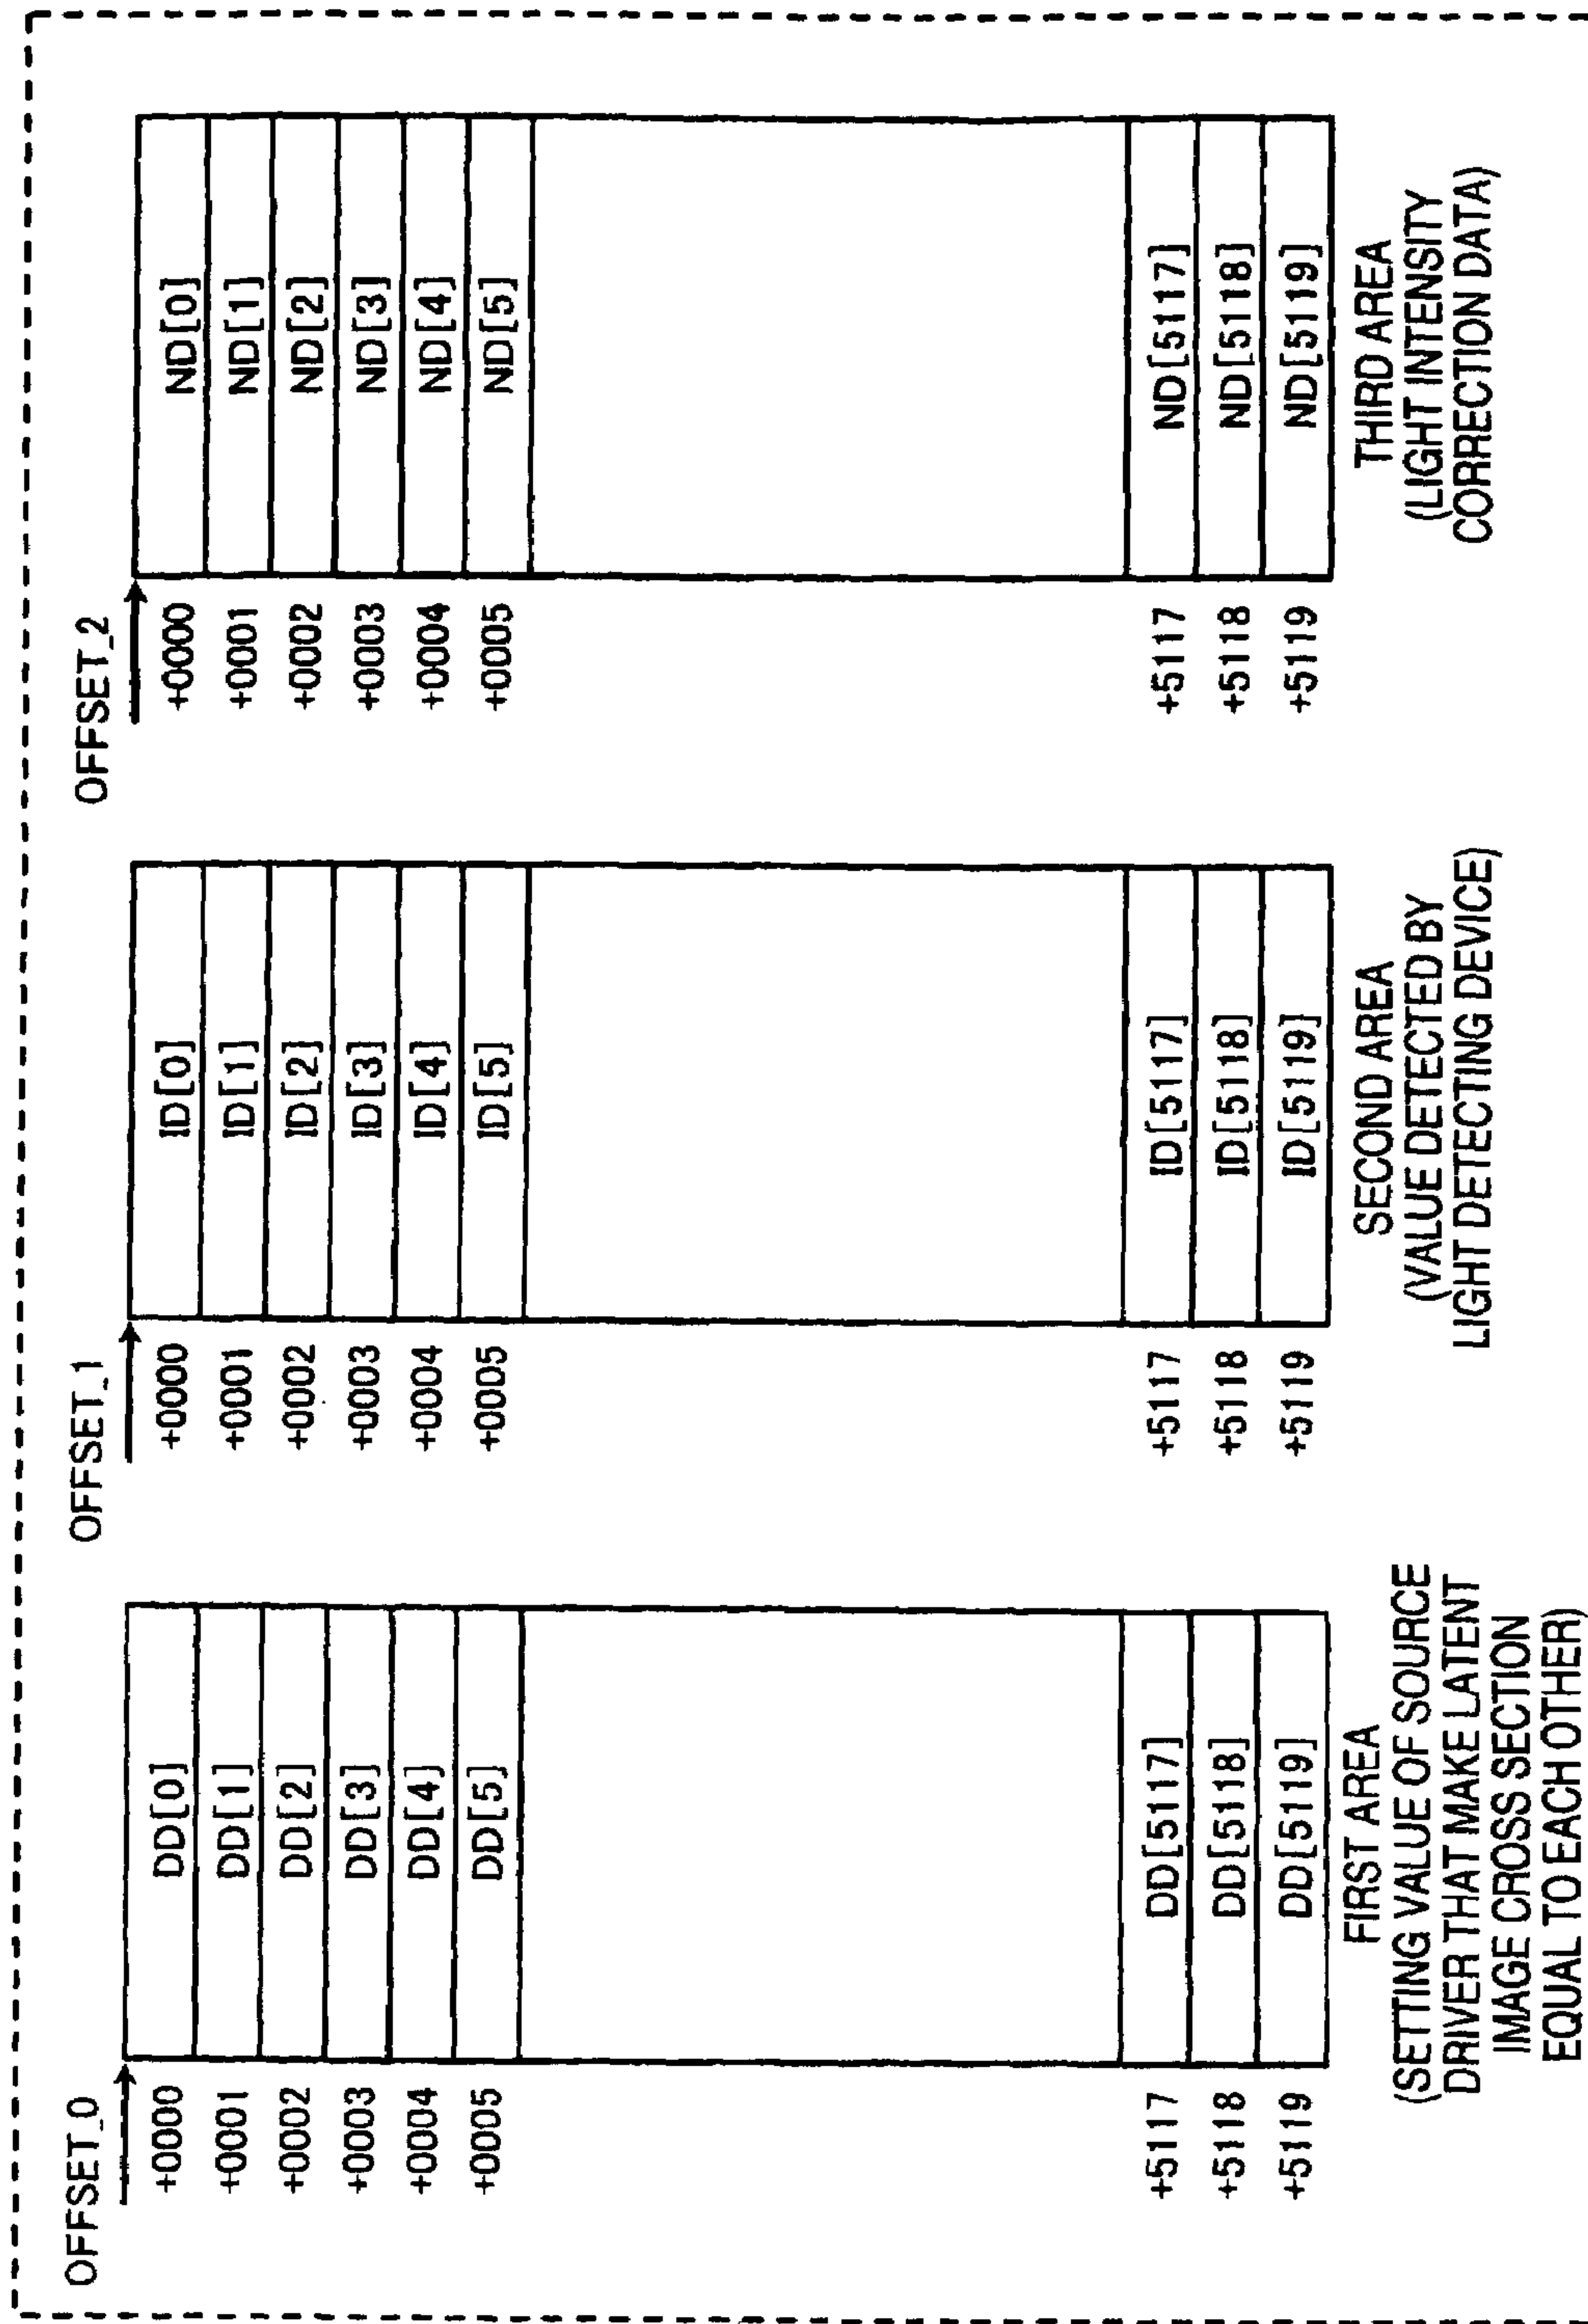 OFFSET_0
+0000 DD[0]
+0001 DD[1]
+0002 DD[2]
+0003 DD[3]
+0004 DD[4]
+0005 DD[5]
+5117 DD[5117]
+5118 DD[5118]
+5119 DD[5119]
FIRST AREA
(SETTING VALUE OF SOURCE
DRIVER THAT MAKE LATENT
IMAGE CROSS SECTION
EQUAL TO EACH OTHER)
OFFSET_1
+0000 ID[0]
+0001 ID[1]
+0002 ID[2]
+0003 ID[3]
+0004 ID[4]
+0005 ID[5]
+5117 ID[5117]
+5118 ID[5118]
+5119 ID[5119]
SECOND AREA
(VALUE DETECTED BY
LIGHT DETECTING DEVICE)
OFFSET_2
+0000 ND[0]
+0001 ND[1]
+0002 ND[2]
+0003 ND[3]
+0004 ND[4]
+0005 ND[5]
+5117 ND[5117]
+5118 ND[5118]
+5119 ND[5119]
THIRD AREA
(LIGHT INTENSITY
CORRECTION DATA)